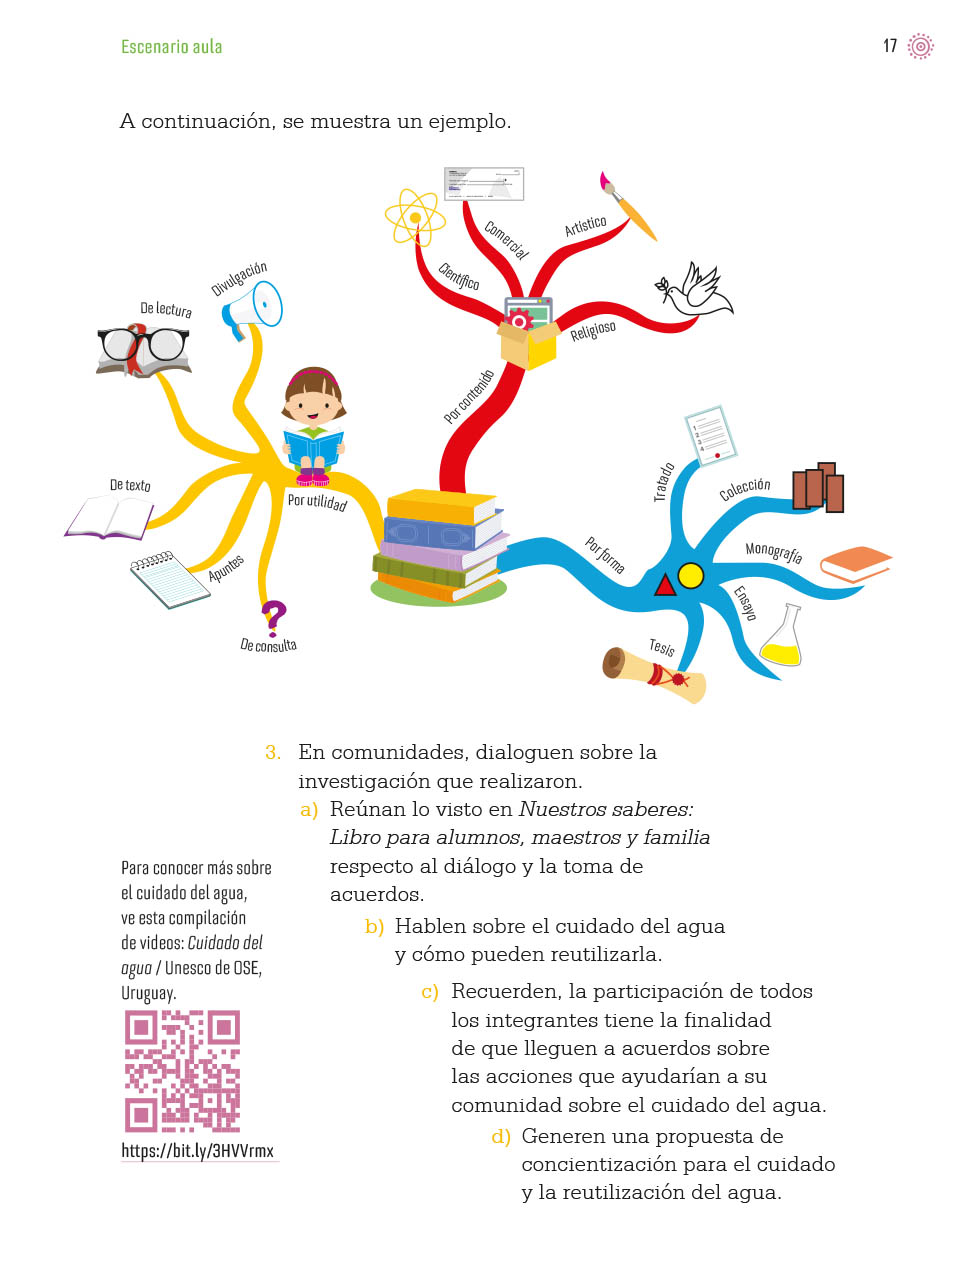 Escenario aula
17
A continuación, se muestra un ejemplo.
Comercial
Artístico
Científico
Religioso
Por contenido
Divulgación
De lectura
De texto
Apuntes
De consulta
Por utilidad
Por forma
Tratado
1
2
3
4
Colección
Monografía
Ensayo
Tesis
3. En comunidades, dialoguen sobre la
investigación que realizaron.
a) Reúnan lo visto en Nuestros saberes:
Libro para alumnos, maestros y familia
respecto al diálogo y la toma de
acuerdos.
b) Hablen sobre el cuidado del agua
y cómo pueden reutilizarla.
c) Recuerden, la participación de todos
los integrantes tiene la finalidad
de que lleguen a acuerdos sobre
las acciones que ayudarían a su
comunidad sobre el cuidado del agua.
d) Generen una propuesta de
concientización para el cuidado
y la reutilización del agua.
Para conocer más sobre
el cuidado del agua,
ve esta compilación
de videos: Cuidado del
agua / Unesco de OSE,
Uruguay.
https://bit.ly/3HVVrmx